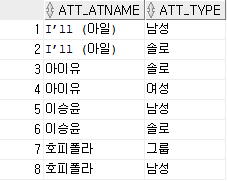 ATT_ATNAME ATT_TYPE
1 I'll (아일) 남성
2 I'll (아일) 솔로
3 아이유 솔로
4 아이유 여성
5 이승윤 남성
6 이승윤 솔로
7 호피폴라 그룹
8 호피폴라 남성